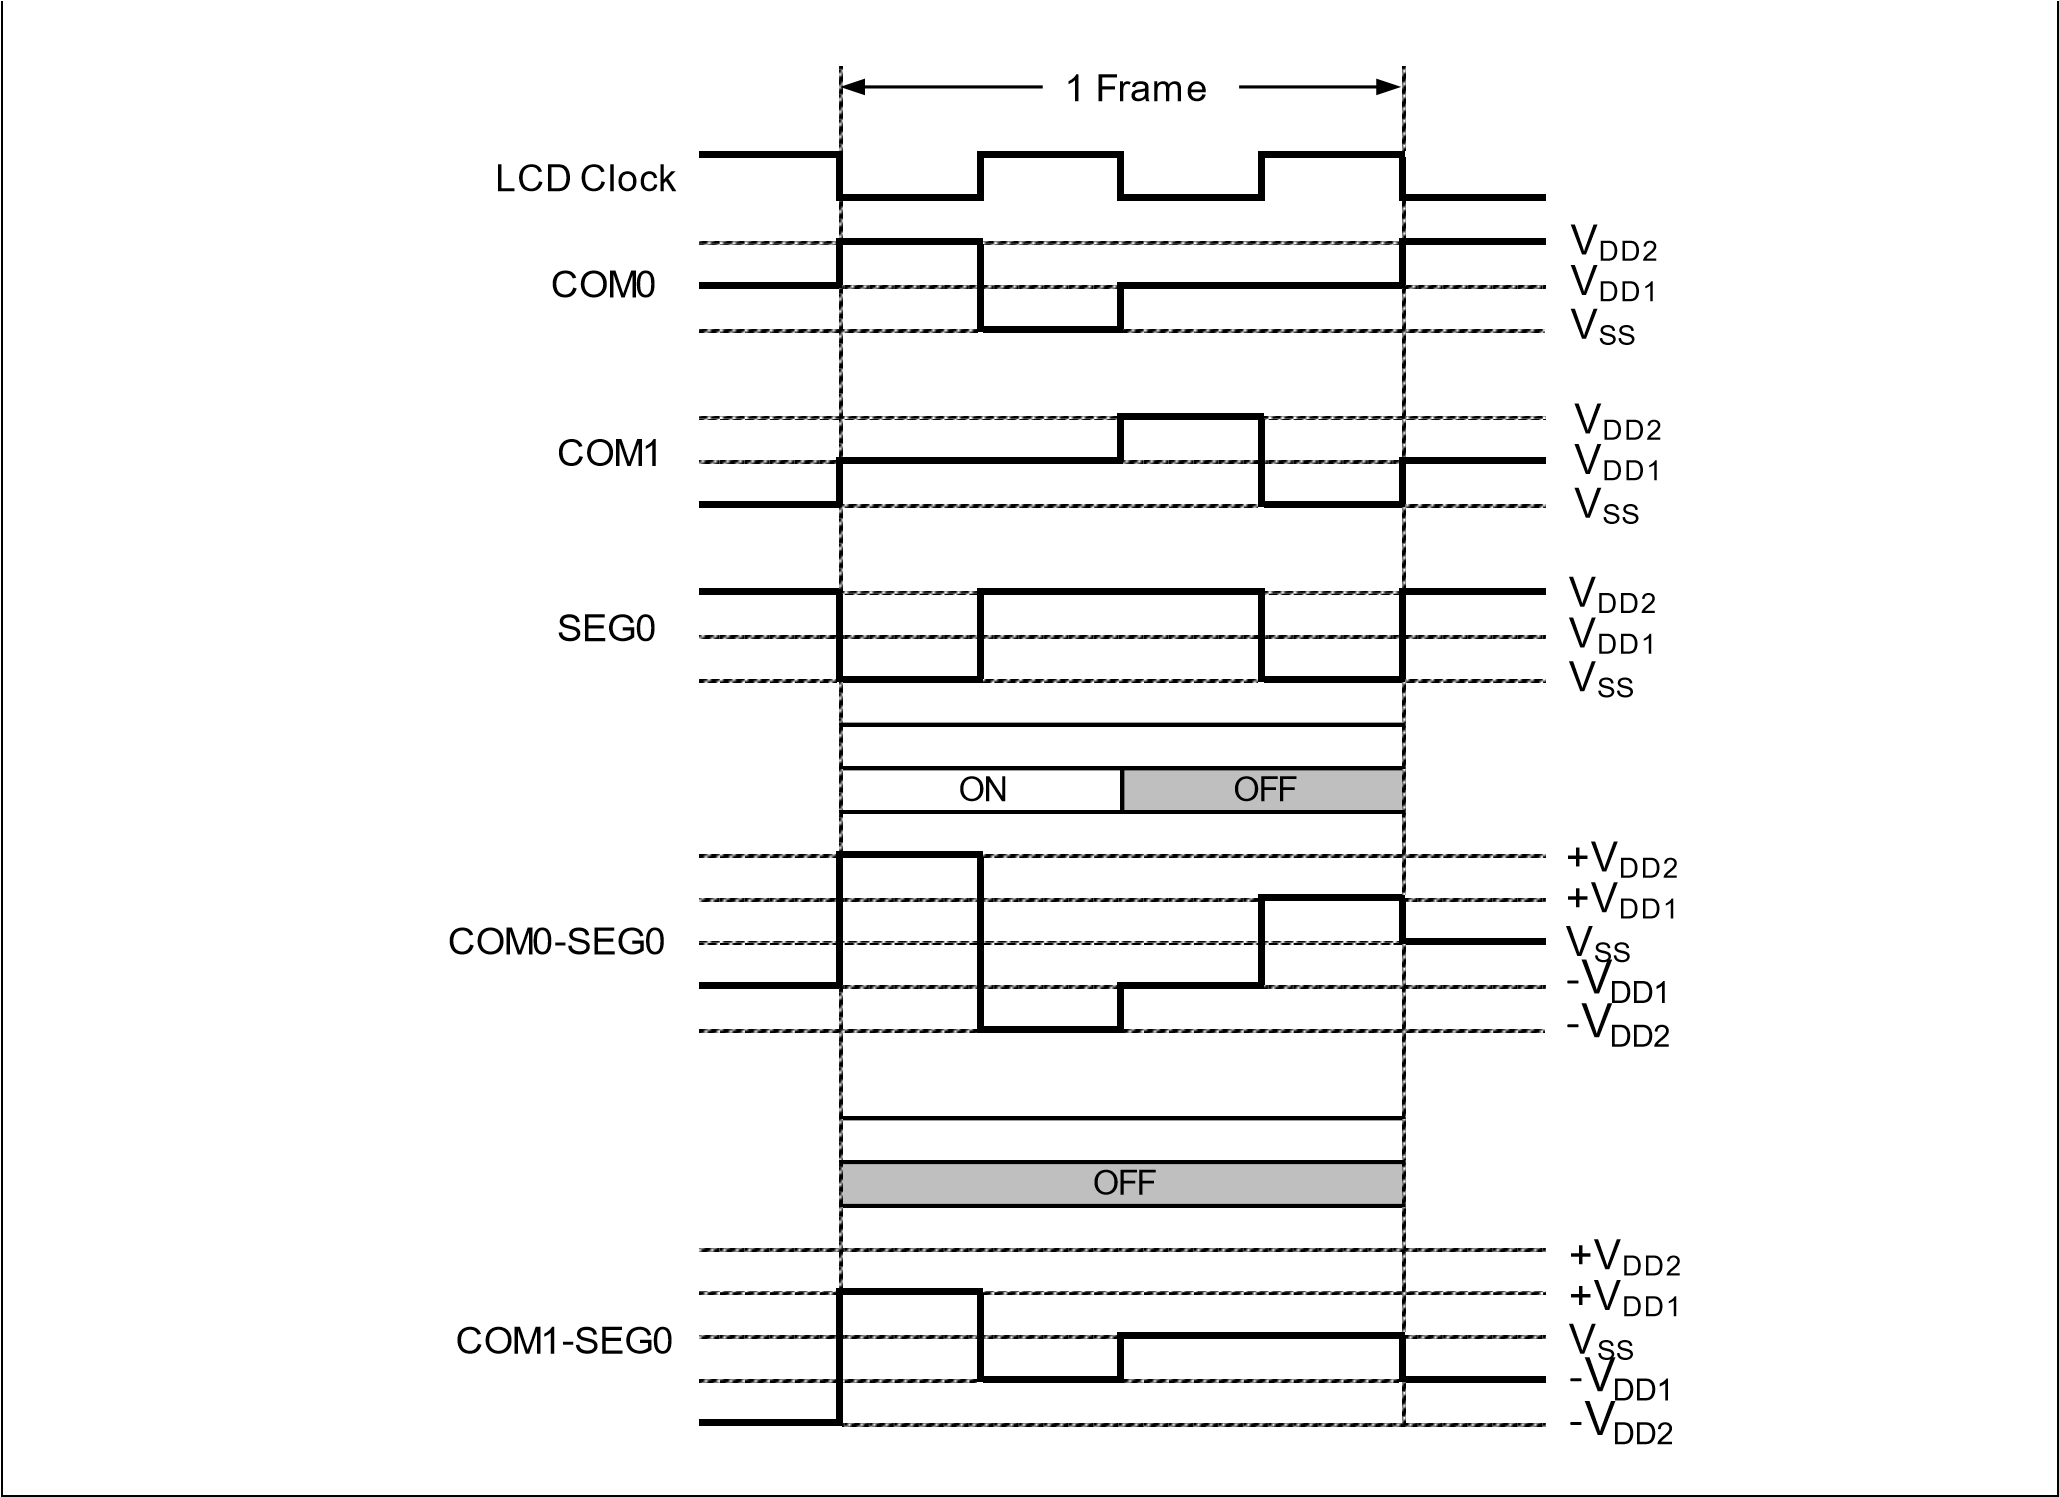 1 Frame
LCD Clock
VDD2
COM0
VDD1
VSS
VDD2
COM1
VDD1
VSS
VDD2
SEG0
VDD1
VSS
ON OFF
+VDD2
+VDD1
COM0-SEG0
VSS
-VDD1
-VDD2
OFF
+VDD2
+VDD1
COM1-SEG0
VSS
-VDD1
-VDD2